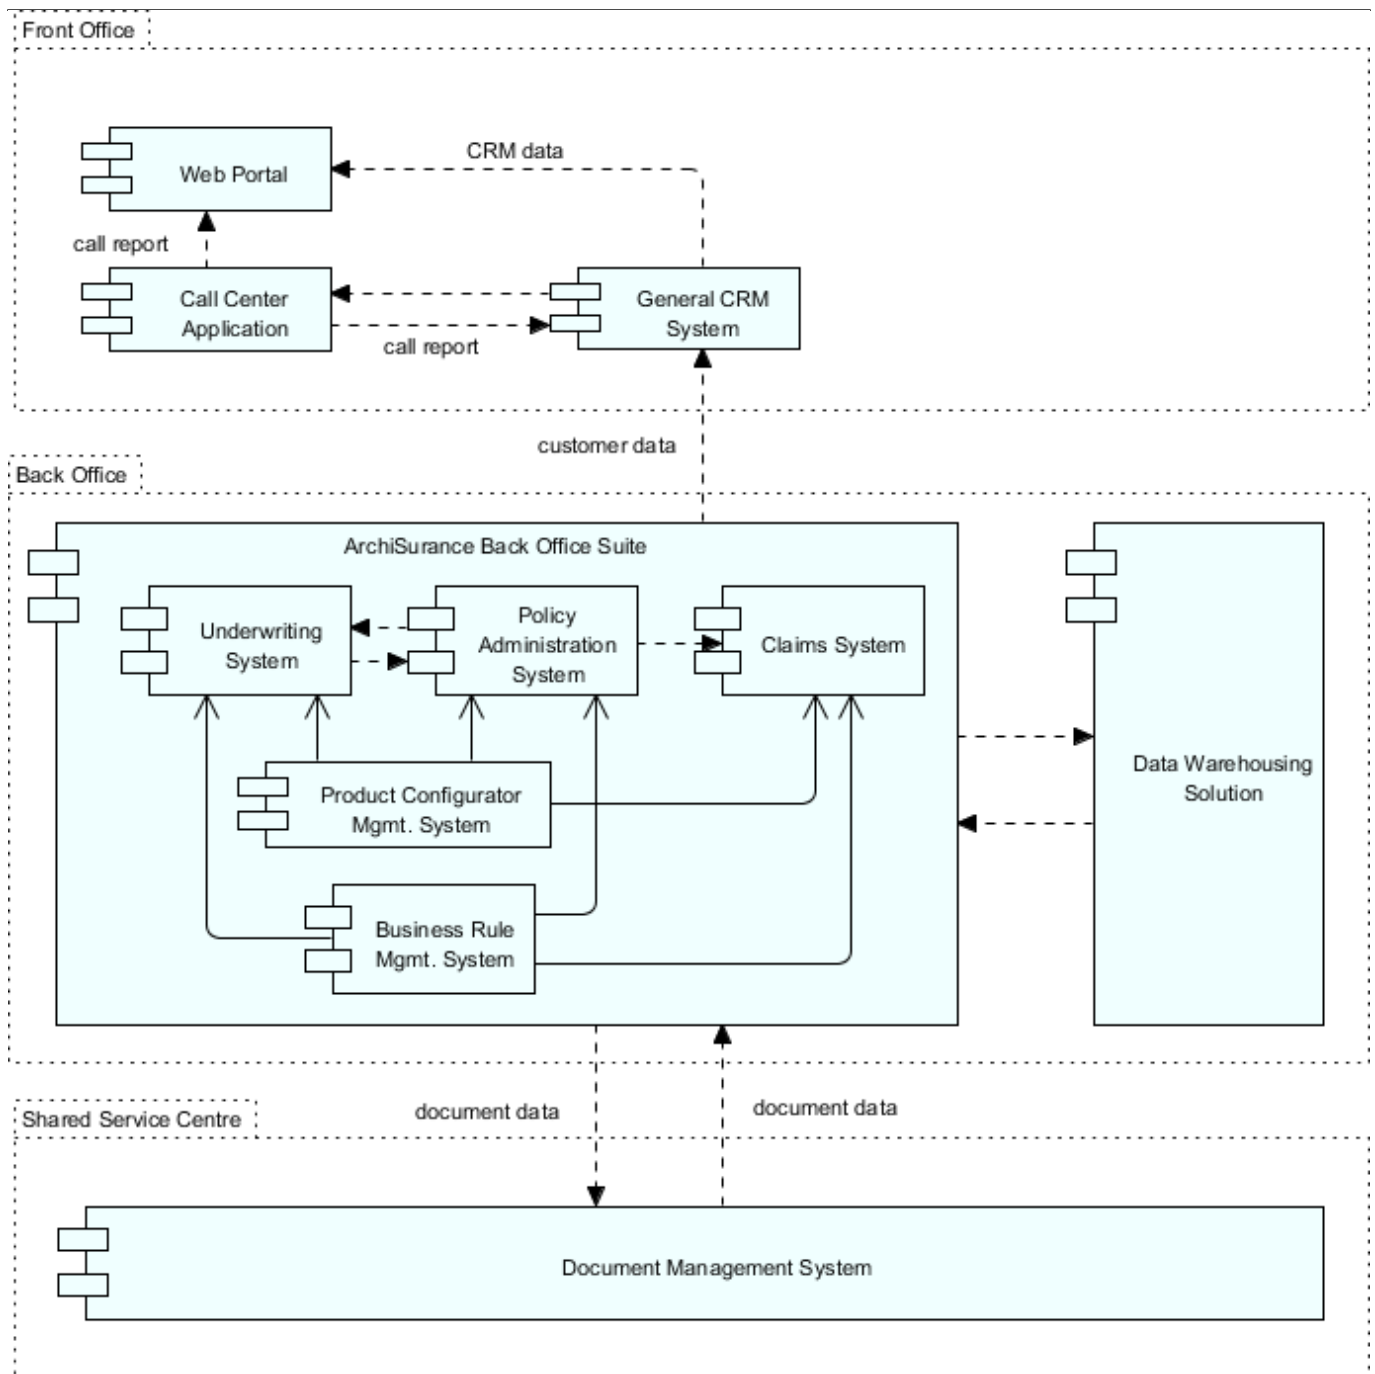 Front Office
CRM data
Web Portal
call report
Call Center
Application
General CRM
System
call report
customer data
Back Office
ArchiSurance Back Office Suite
Underwriting
System
Policy
Administration
System
Claims System
Data Warehousing
Solution
Product Configurator
Mgmt. System
Business Rule
Mgmt. System
document data
document data
Shared Service Centre
Document Management System